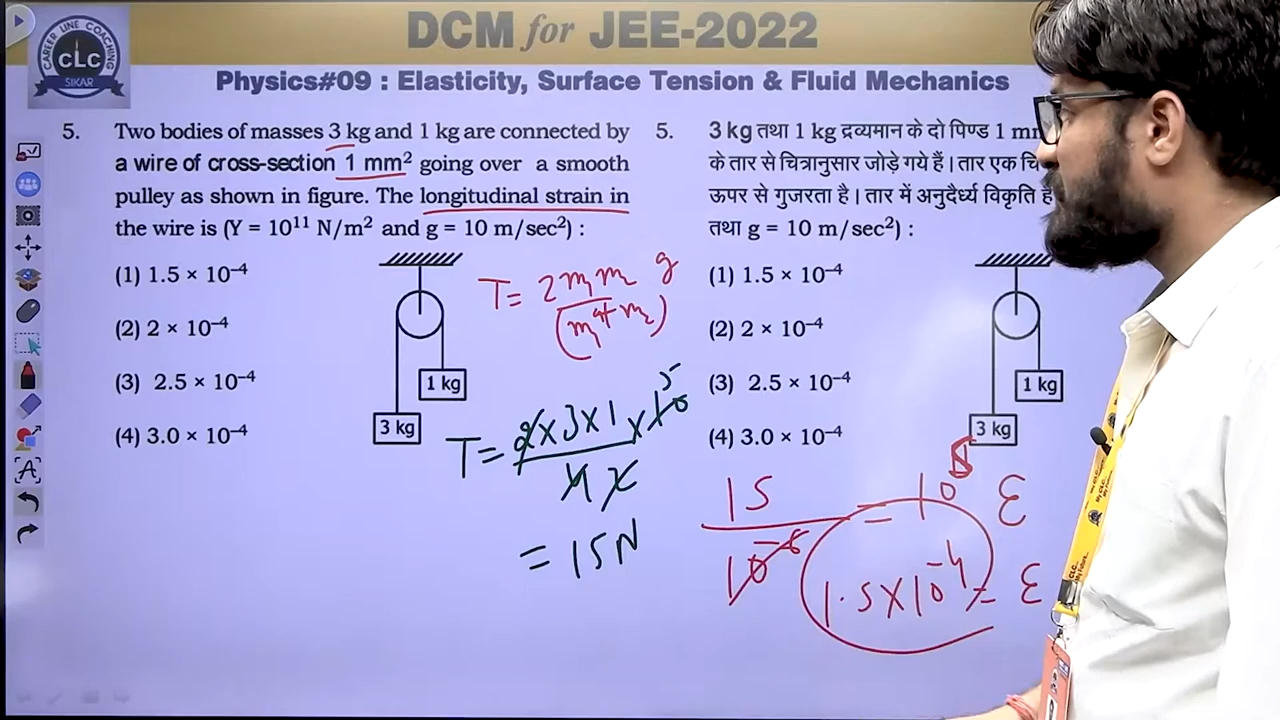 DCM for JEE-2022
CAREER LINE COACHING
CLC
SIKAR
Physics#09 : Elasticity, Surface Tension & Fluid Mechanics
5. Two bodies of masses 3 kg and 1 kg are connected by
a wire of cross-section 1 mm² going over a smooth
pulley as shown in figure. The longitudinal strain in
the wire is (Y = 10¹¹ N/m² and g = 10 m/sec²) :
(1) 1.5 × 10⁻⁴
(2) 2 × 10⁻⁴
(3) 2.5 × 10⁻⁴
(4) 3.0 × 10⁻⁴
1 kg
3 kg
T = 2m₁m₂ g
(m₁+m₂)
T = 2×3×1×10 5
4 2
= 15N
5. 3 kg तथा 1 kg द्रव्यमान के दो पिण्ड 1 mm
के तार से चित्रानुसार जोड़े गये हैं। तार एक
ऊपर से गुजरता है। तार में अनुदैर्ध्य विकृति
तथा g = 10 m/sec²) :
(1) 1.5 × 10⁻⁴
(2) 2 × 10⁻⁴
(3) 2.5 × 10⁻⁴
(4) 3.0 × 10⁻⁴
1 kg
3 kg
15 = 10 ε
10⁻⁶
1.5×10⁻⁴ = ε
CLC